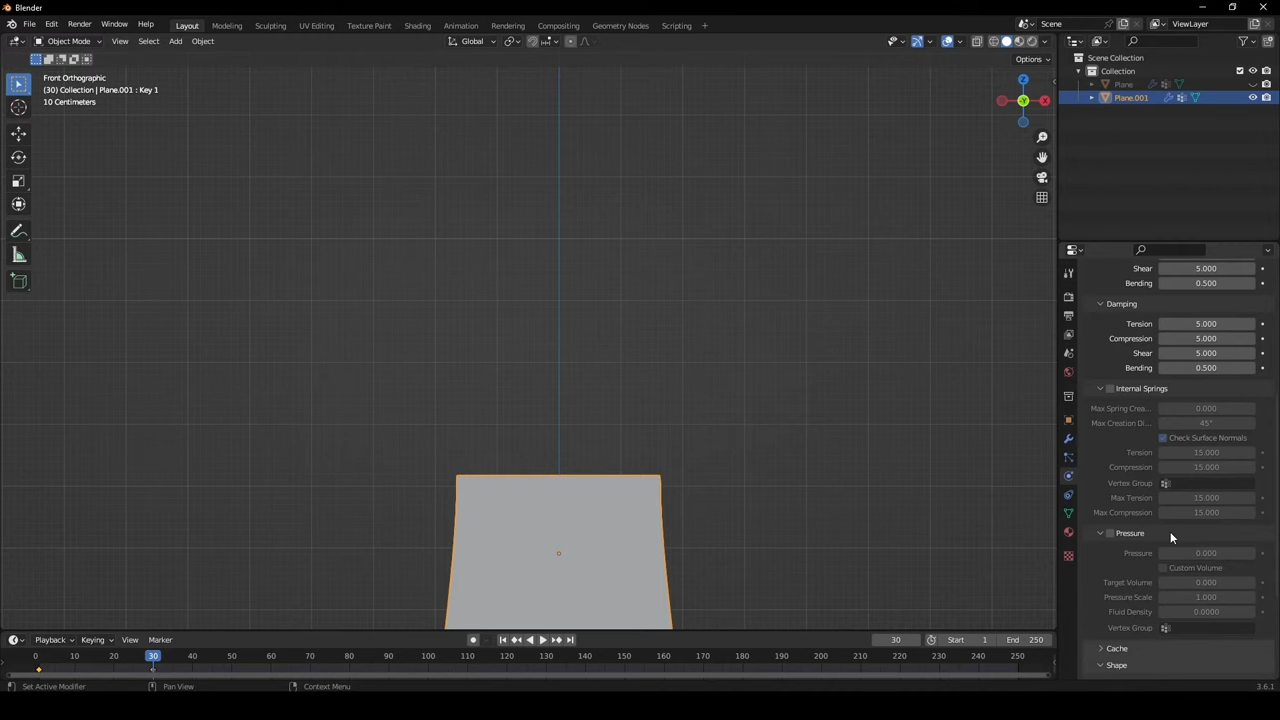 Blender
File Edit Render Window Help Layout Modeling Sculpting UV Editing Texture Paint Shading Animation Rendering Compositing Geometry Nodes Scripting + Scene ViewLayer
Object Mode View Select Add Object Global
Options
Front Orthographic
(30) Collection | Plane.001 : Key 1
10 Centimeters
Z
X
-Y
Scene Collection
Collection
Plane
Plane.001
Shear 5.000
Bending 0.500
Damping
Tension 5.000
Compression 5.000
Shear 5.000
Bending 0.500
Internal Springs
Max Spring Crea... 0.000
Max Creation Di... 45°
Check Surface Normals
Tension 15.000
Compression 15.000
Vertex Group
Max Tension 15.000
Max Compression 15.000
Pressure
Pressure 0.000
Custom Volume
Target Volume 0.000
Pressure Scale 1.000
Fluid Density 0.0000
Vertex Group
Cache
Shape
Playback Keying View Marker 30 Start 1 End 250
0 10 20 30 40 50 60 70 80 90 100 110 120 130 140 150 160 170 180 190 200 210 220 230 240 250
Set Active Modifier Pan View Context Menu 3.6.1